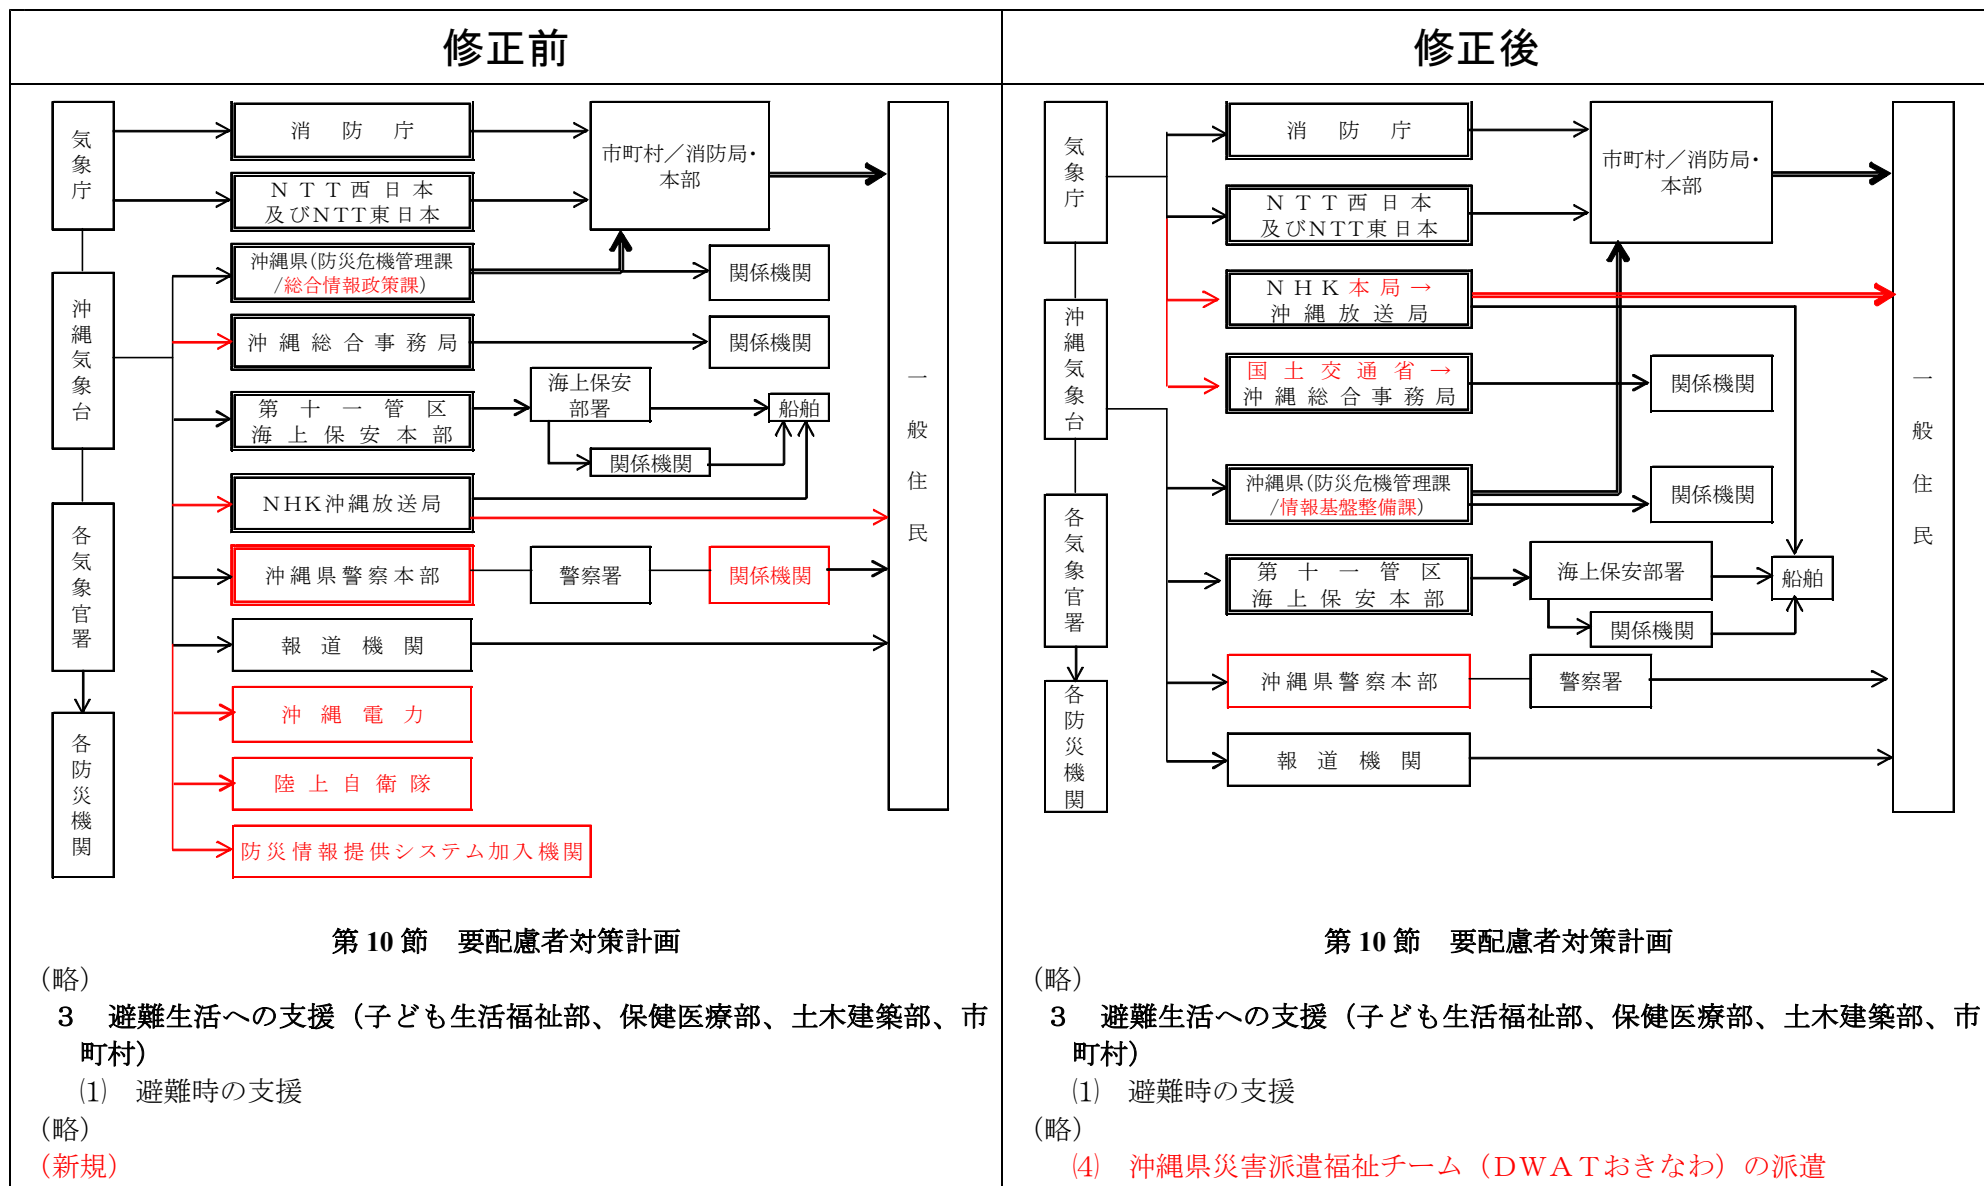 修正前
気象庁
沖縄気象台
各気象官署
各防災機関
消 防 庁
ＮＴＴ西日本
及びNTT東日本
沖縄県(防災危機管理課
/総合情報政策課)
沖縄総合事務局
第十一管区
海上保安本部
NHK沖縄放送局
沖縄県警察本部
報道機関
沖縄電力
陸上自衛隊
防災情報提供システム加入機関
市町村／消防局・
本部
関係機関
関係機関
海上保安
部署
船舶
関係機関
警察署
関係機関
一般住民
第 10 節　要配慮者対策計画
（略）
３　避難生活への支援（子ども生活福祉部、保健医療部、土木建築部、市
町村）
⑴　避難時の支援
（略）
（新規）
修正後
気象庁
沖縄気象台
各気象官署
各防災機関
消 防 庁
ＮＴＴ西日本
及びNTT東日本
ＮＨＫ本局→
沖縄放送局
国土交通省→
沖縄総合事務局
沖縄県(防災危機管理課
/情報基盤整備課)
第十一管区
海上保安本部
沖縄県警察本部
報道機関
市町村／消防局・
本部
関係機関
関係機関
海上保安部署
船舶
関係機関
警察署
一般住民
第 10 節　要配慮者対策計画
（略）
３　避難生活への支援（子ども生活福祉部、保健医療部、土木建築部、市
町村）
⑴　避難時の支援
（略）
⑷　沖縄県災害派遣福祉チーム（ＤＷＡＴおきなわ）の派遣